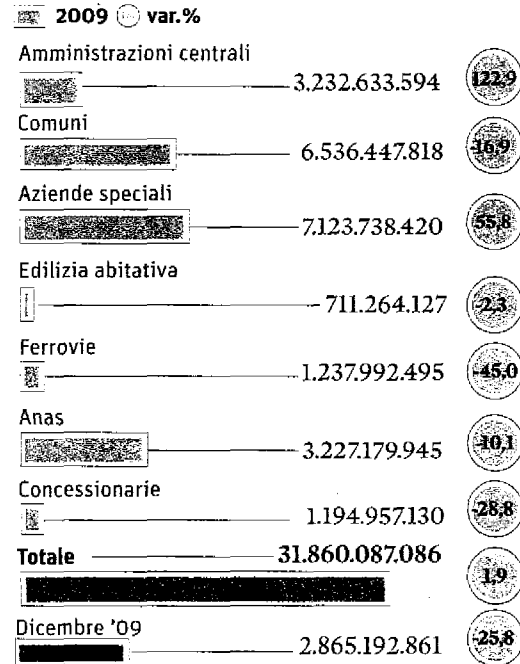 2009 var.%
Amministrazioni centrali
3.232.633.594 122,9
Comuni
6.536.447.818 -16,9
Aziende speciali
7.123.738.420 55,8
Edilizia abitativa
711.264.127 -2,3
Ferrovie
1.237.992.495 -45,0
Anas
3.227.179.945 -10,1
Concessionarie
1.194.957.130 -28,8
Totale 31.860.087.086
1,9
Dicembre '09
2.865.192.861 -25,8